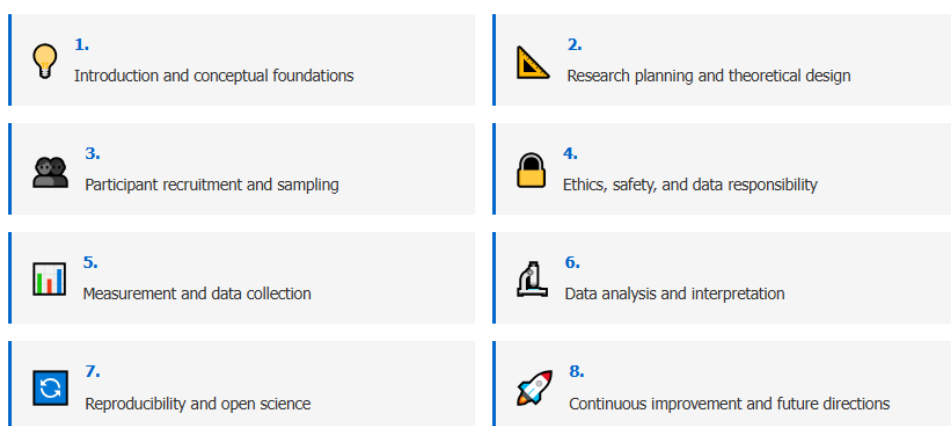 1.
Introduction and conceptual foundations
2.
Research planning and theoretical design
3.
Participant recruitment and sampling
4.
Ethics, safety, and data responsibility
5.
Measurement and data collection
6.
Data analysis and interpretation
7.
Reproducibility and open science
8.
Continuous improvement and future directions